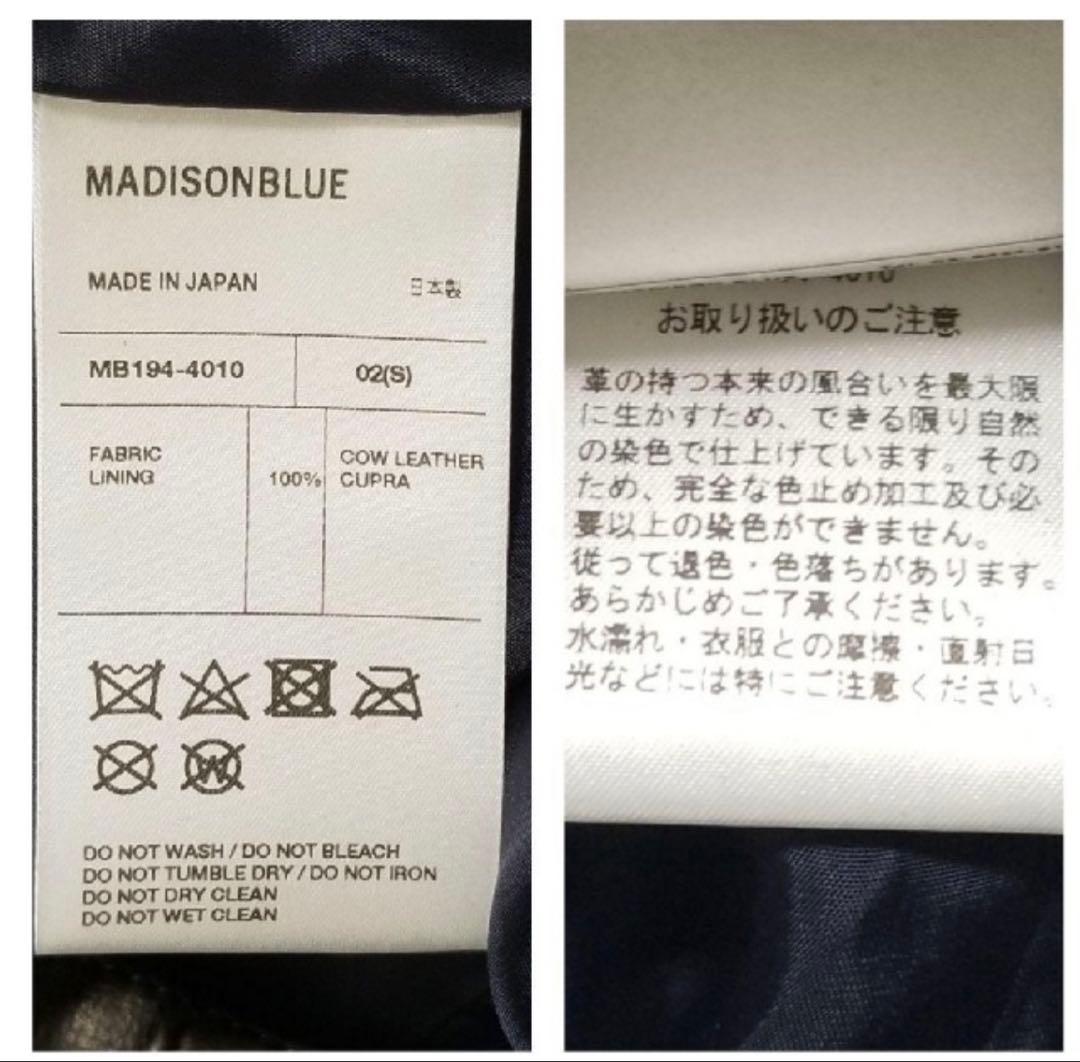 MADISONBLUE
MADE IN JAPAN 日本製
MB194-4010 02(S)
FABRIC COW LEATHER
LINING 100% CUPRA
W
DO NOT WASH / DO NOT BLEACH
DO NOT TUMBLE DRY / DO NOT IRON
DO NOT DRY CLEAN
DO NOT WET CLEAN
4010
お取り扱いのご注意
革の持つ本来の風合いを最大限
に生かすため、できる限り自然
の染色で仕上げています。その
ため、完全な色止め加工及び必
要以上の染色ができません。
従って退色・色落ちがあります。
あらかじめご了承ください。
水濡れ・衣服との摩擦・直射日
光などには特にご注意ください。